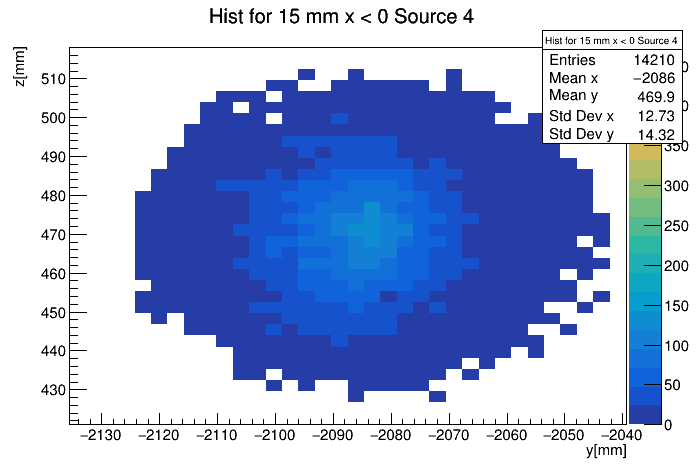 Hist for 15 mm x < 0 Source 4
Hist for 15 mm x < 0 Source 4
Entries 14210
Mean x −2086
Mean y 469.9
Std Dev x 12.73
Std Dev y 14.32
z[mm]
510
500
490
480
470
460
450
440
430
350
300
250
200
150
100
50
0
−2130 −2120 −2110 −2100 −2090 −2080 −2070 −2060 −2050 −2040
y[mm]